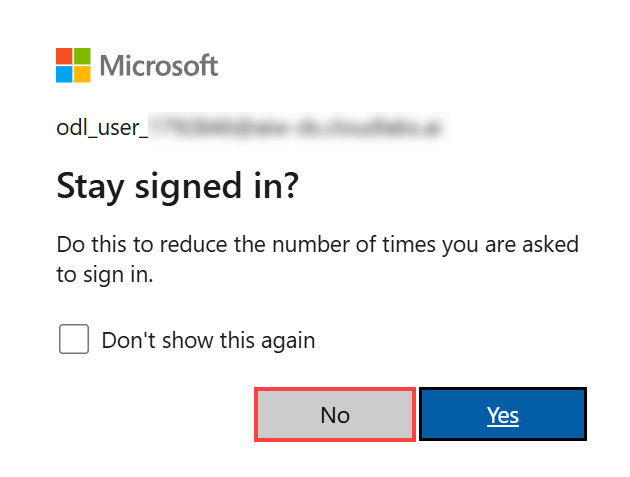 Microsoft
odl_user_
Stay signed in?
Do this to reduce the number of times you are asked
to sign in.
Don't show this again
No
Yes